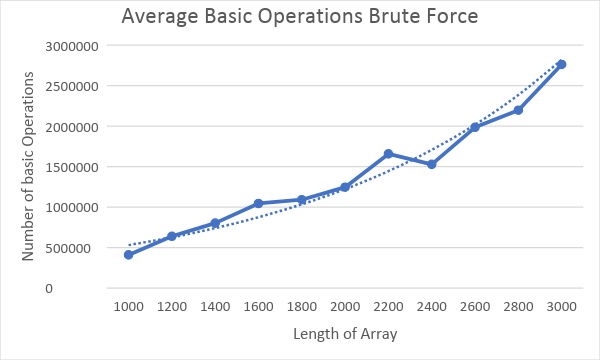 Average Basic Operations Brute Force
3000000
2500000
2000000
1500000
1000000
500000
0
Number of basic Operations
1000 1200 1400 1600 1800 2000 2200 2400 2600 2800 3000
Length of Array